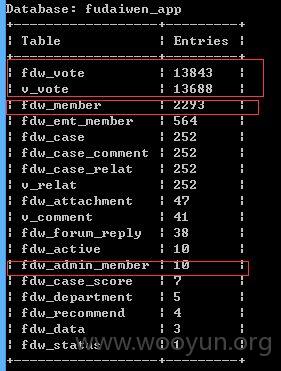 Database: fudaiwen_app
+------------------+---------+
| Table | Entries |
+------------------+---------+
| fdw_vote | 13843 |
| v_vote | 13688 |
| fdw_member | 2293 |
| fdw_emt_member | 564 |
| fdw_case | 252 |
| fdw_case_comment | 252 |
| fdw_case_relat | 252 |
| v_relat | 252 |
| fdw_attachment | 47 |
| v_comment | 41 |
| fdw_forum_reply | 38 |
| fdw_active | 10 |
| fdw_admin_member | 10 |
| fdw_case_score | 7 |
| fdw_department | 5 |
| fdw_recommend | 4 |
| fdw_data | 3 |
| fdw_status | 1 |
+------------------+---------+
www.wooyun.org